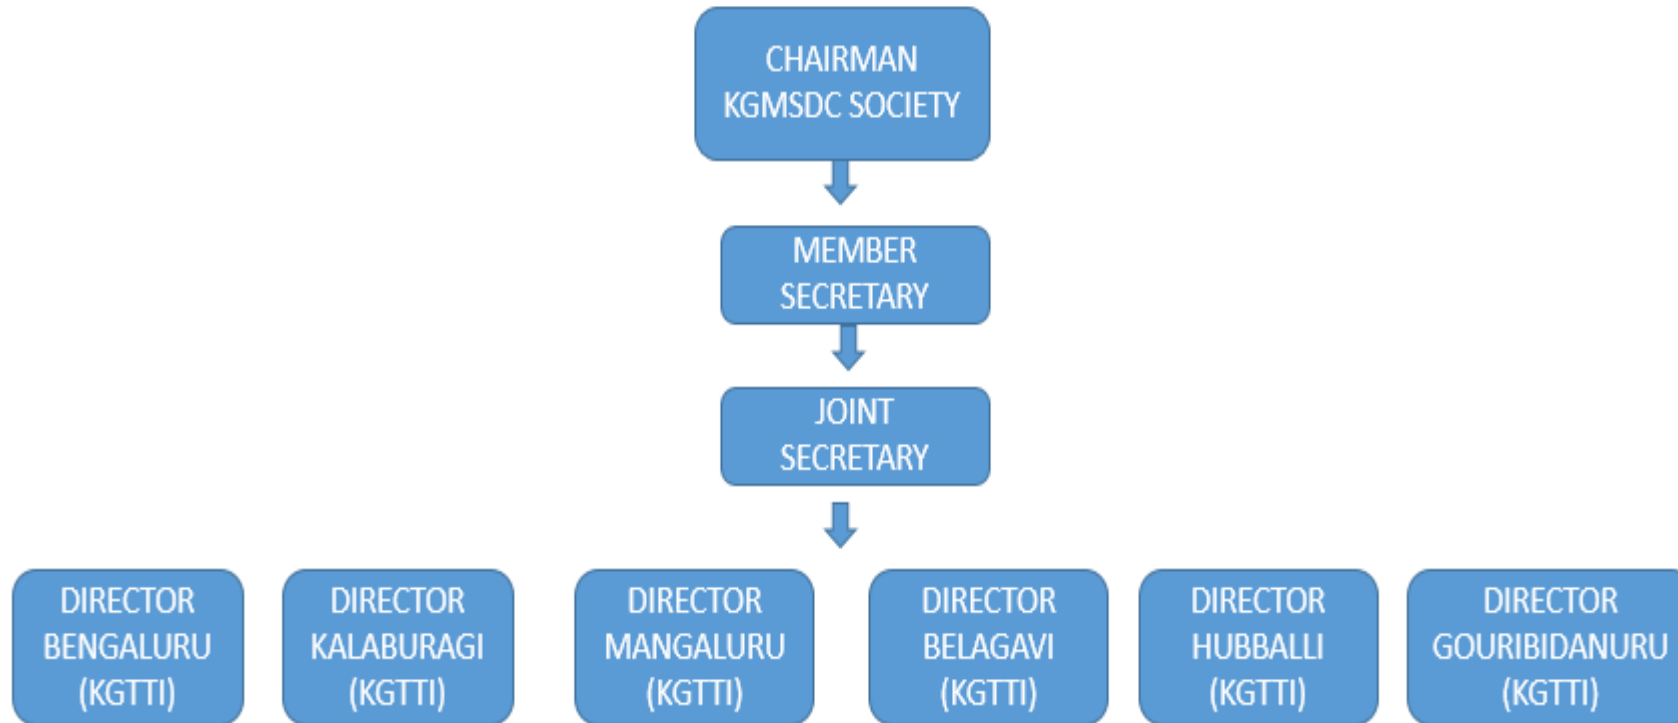 CHAIRMAN
KGMSDC SOCIETY
MEMBER
SECRETARY
JOINT
SECRETARY
DIRECTOR
BENGALURU
(KGTTI)
DIRECTOR
KALABURAGI
(KGTTI)
DIRECTOR
MANGALURU
(KGTTI)
DIRECTOR
BELAGAVI
(KGTTI)
DIRECTOR
HUBBALLI
(KGTTI)
DIRECTOR
GOURIBIDANURU
(KGTTI)